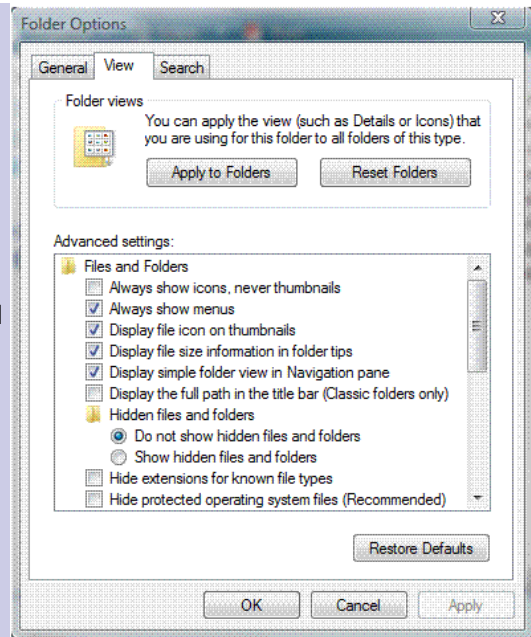 Folder Options
General
View
Search
Folder views
You can apply the view (such as Details or Icons) that
you are using for this folder to all folders of this type.
Apply to Folders
Reset Folders
Advanced settings:
Files and Folders
Always show icons, never thumbnails
Always show menus
Display file icon on thumbnails
Display file size information in folder tips
Display simple folder view in Navigation pane
Display the full path in the title bar (Classic folders only)
Hidden files and folders
Do not show hidden files and folders
Show hidden files and folders
Hide extensions for known file types
Hide protected operating system files (Recommended)
Restore Defaults
OK
Cancel
Apply